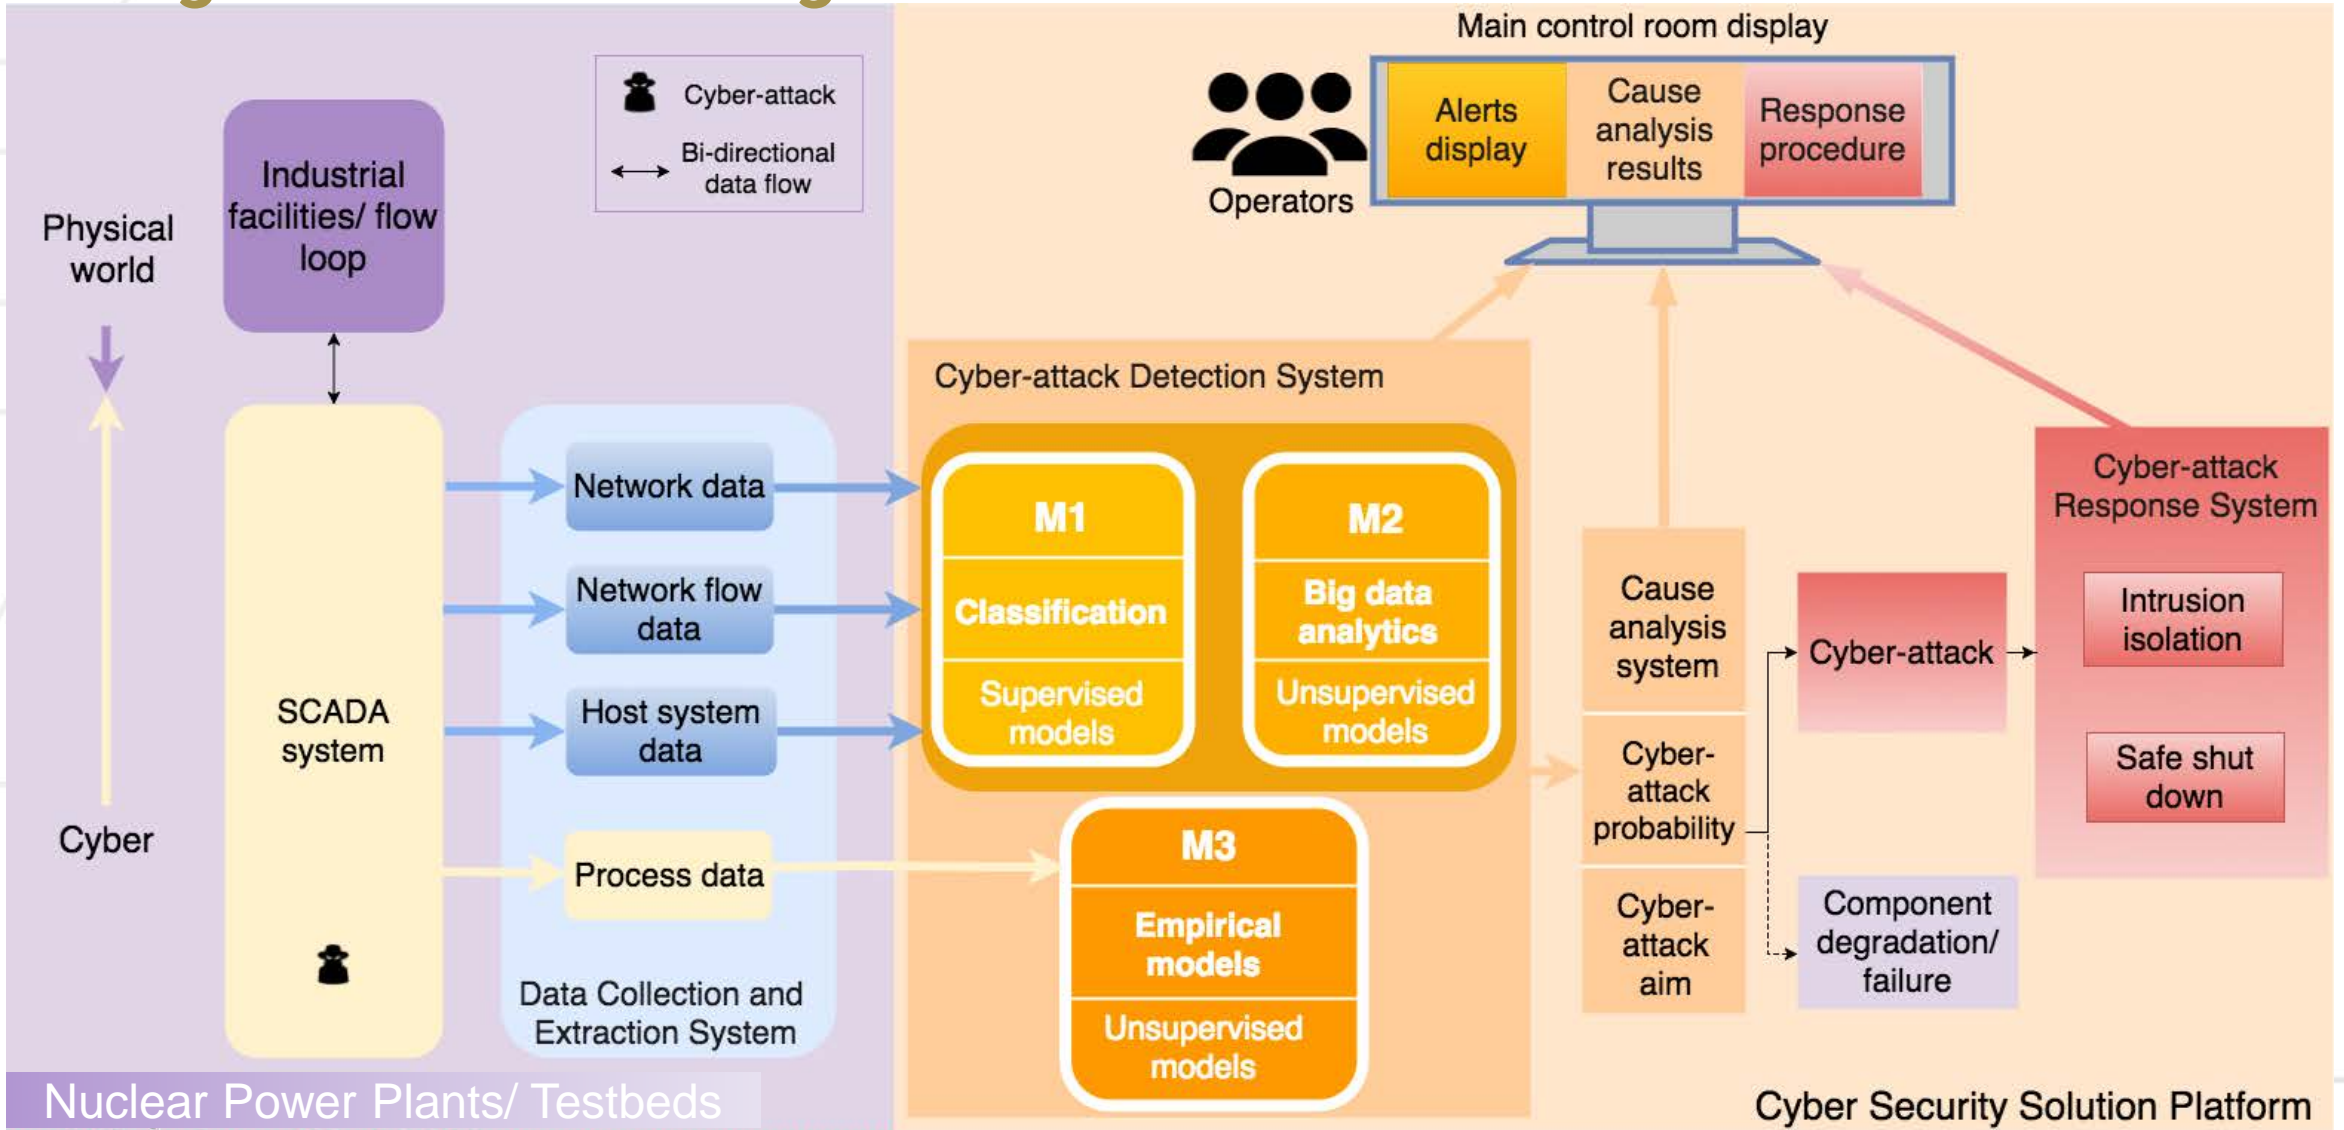 Main control room display
Cyber-attack
Bi-directional
data flow
Industrial
facilities/ flow
loop
Physical
world
Operators
Alerts
display
Cause
analysis
results
Response
procedure
Cyber-attack Detection System
Network data
Network flow
data
Host system
data
Process data
SCADA
system
Cyber
Data Collection and
Extraction System
M1
Classification
Supervised
models
M2
Big data
analytics
Unsupervised
models
M3
Empirical
models
Unsupervised
models
Cause
analysis
system
Cyber-
attack
probability
Cyber-
attack
aim
Cyber-attack
Component
degradation/
failure
Cyber-attack
Response System
Intrusion
isolation
Safe shut
down
Nuclear Power Plants/ Testbeds
Cyber Security Solution Platform